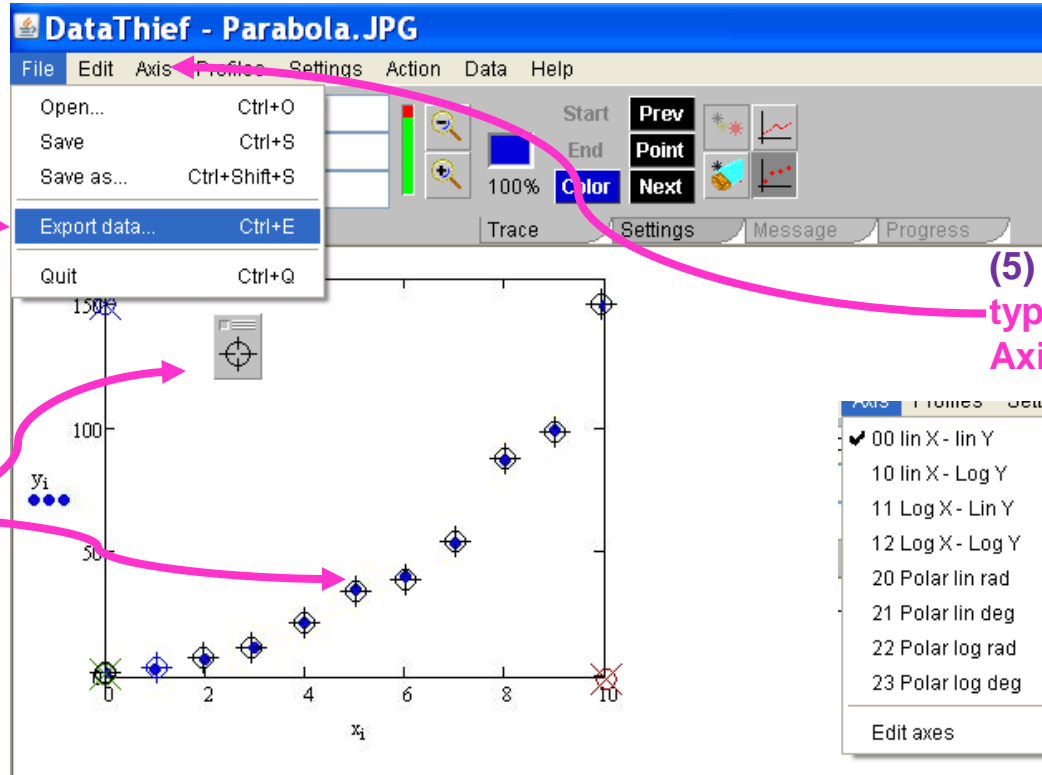 DataThief - Parabola.JPG
File Edit Axis Profiles Settings Action Data Help
Open... Ctrl+O
Save Ctrl+S
Save as... Ctrl+Shift+S
Export data... Ctrl+E
Quit Ctrl+Q
Start Prev
End Point
100% Color Next
Trace Settings Message Progress
(5)
typ
Axi
150
100
50
0
yi
0 2 4 6 8 10
xi
Axis Profiles Sett
✔ 00 lin X - lin Y
10 lin X - Log Y
11 Log X - Lin Y
12 Log X - Log Y
20 Polar lin rad
21 Polar lin deg
22 Polar log rad
23 Polar log deg
Edit axes